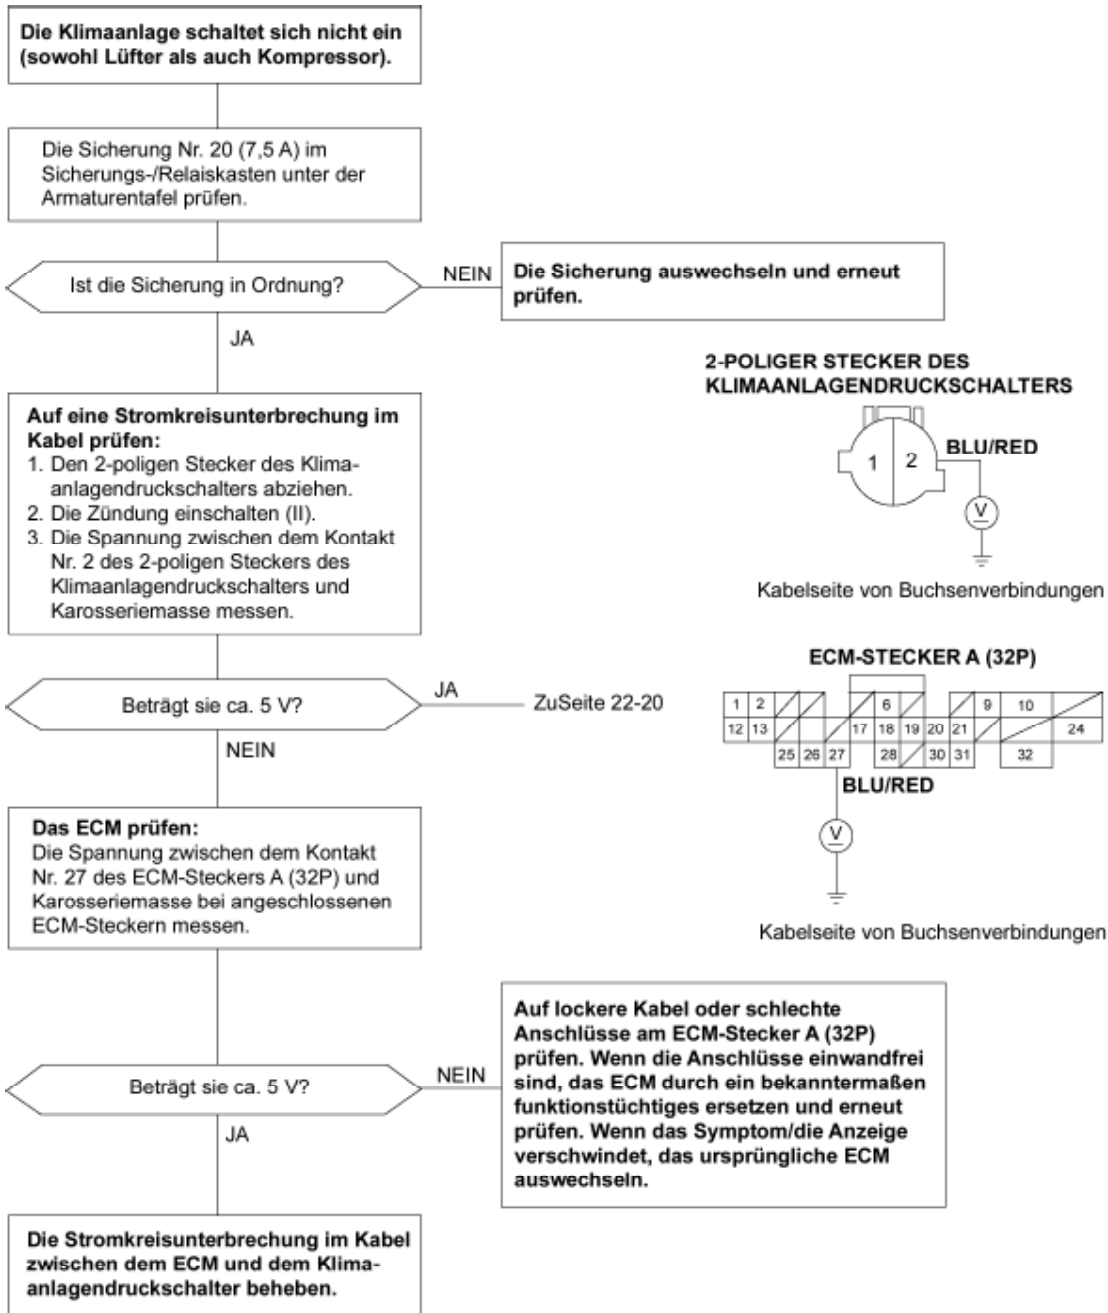 Die Klimaanlage schaltet sich nicht ein
(sowohl Lüfter als auch Kompressor).
Die Sicherung Nr. 20 (7,5 A) im
Sicherungs-/Relaiskasten unter der
Armaturentafel prüfen.
Ist die Sicherung in Ordnung?
NEIN
Die Sicherung auswechseln und erneut
prüfen.
JA
Auf eine Stromkreisunterbrechung im
Kabel prüfen:
1. Den 2-poligen Stecker des Klima-
anlagendruckschalters abziehen.
2. Die Zündung einschalten (II).
3. Die Spannung zwischen dem Kontakt
Nr. 2 des 2-poligen Steckers des
Klimaanlagendruckschalters und
Karosseriemasse messen.
2-POLIGER STECKER DES
KLIMAANLAGENDRUCKSCHALTERS
1 2
BLU/RED
V
Kabelseite von Buchsenverbindungen
Beträgt sie ca. 5 V?
JA
ZuSeite 22-20
NEIN
ECM-STECKER A (32P)
1 2 6 9 10
12 13 17 18 19 20 21 24
25 26 27 28 30 31 32
BLU/RED
V
Kabelseite von Buchsenverbindungen
Das ECM prüfen:
Die Spannung zwischen dem Kontakt
Nr. 27 des ECM-Steckers A (32P) und
Karosseriemasse bei angeschlossenen
ECM-Steckern messen.
Beträgt sie ca. 5 V?
NEIN
Auf lockere Kabel oder schlechte
Anschlüsse am ECM-Stecker A (32P)
prüfen. Wenn die Anschlüsse einwandfrei
sind, das ECM durch ein bekanntermaßen
funktionstüchtiges ersetzen und erneut
prüfen. Wenn das Symptom/die Anzeige
verschwindet, das ursprüngliche ECM
auswechseln.
JA
Die Stromkreisunterbrechung im Kabel
zwischen dem ECM und dem Klima-
anlagendruckschalter beheben.